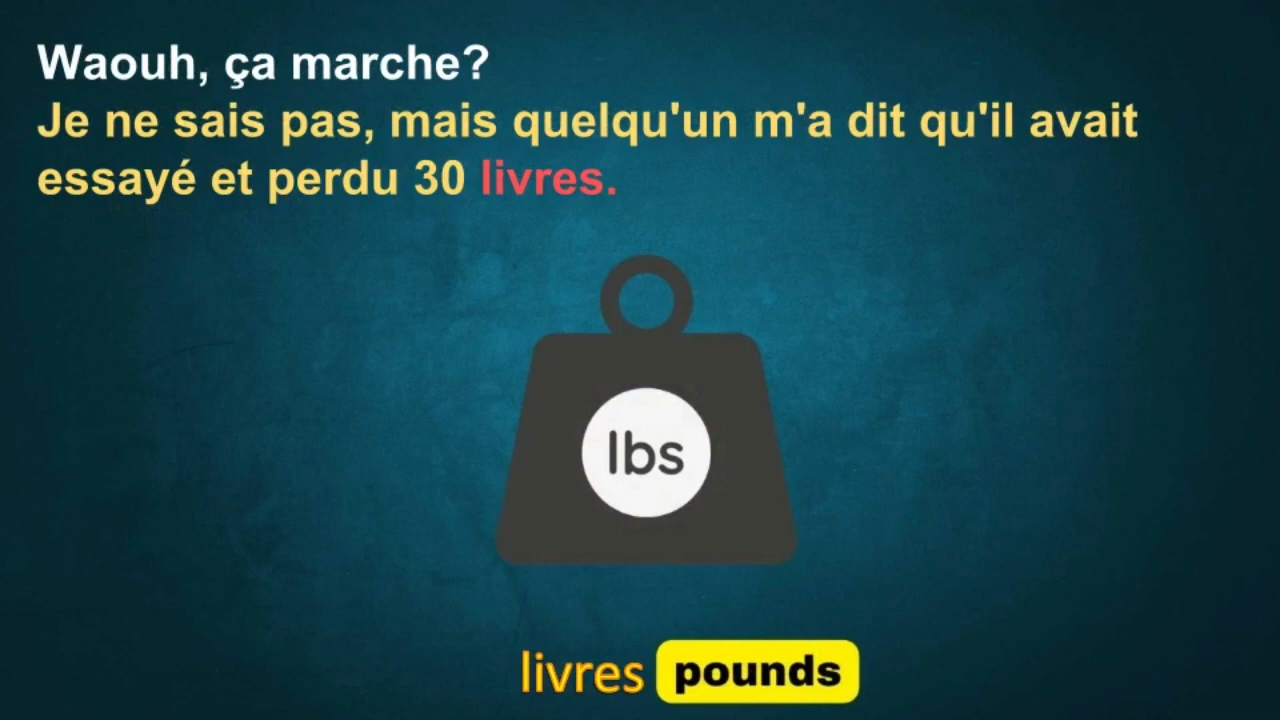 Waouh, ça marche?
Je ne sais pas, mais quelqu'un m'a dit qu'il avait
essayé et perdu 30 livres.
lbs
livres pounds